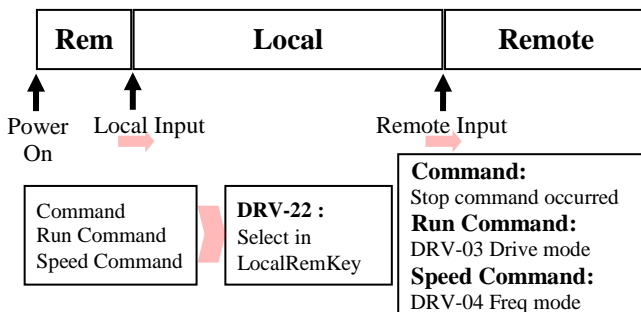 Rem
Local
Remote
Power
On
Local Input
Remote Input
Command
Run Command
Speed Command
DRV-22 :
Select in
LocalRemKey
Command:
Stop command occurred
Run Command:
DRV-03 Drive mode
Speed Command:
DRV-04 Freq mode